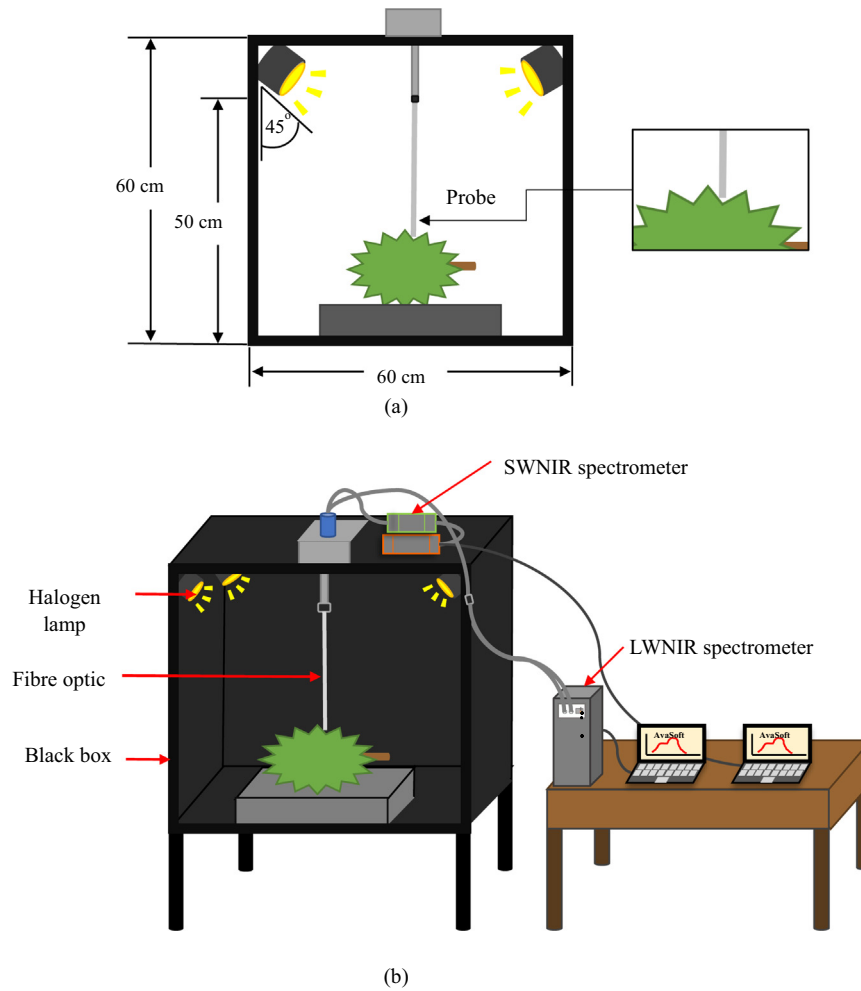 45°
60 cm
50 cm
Probe
60 cm
(a)
SWNIR spectrometer
Halogen
lamp
LWNIR spectrometer
Fibre optic
AvaSoft
AvaSoft
Black box
(b)